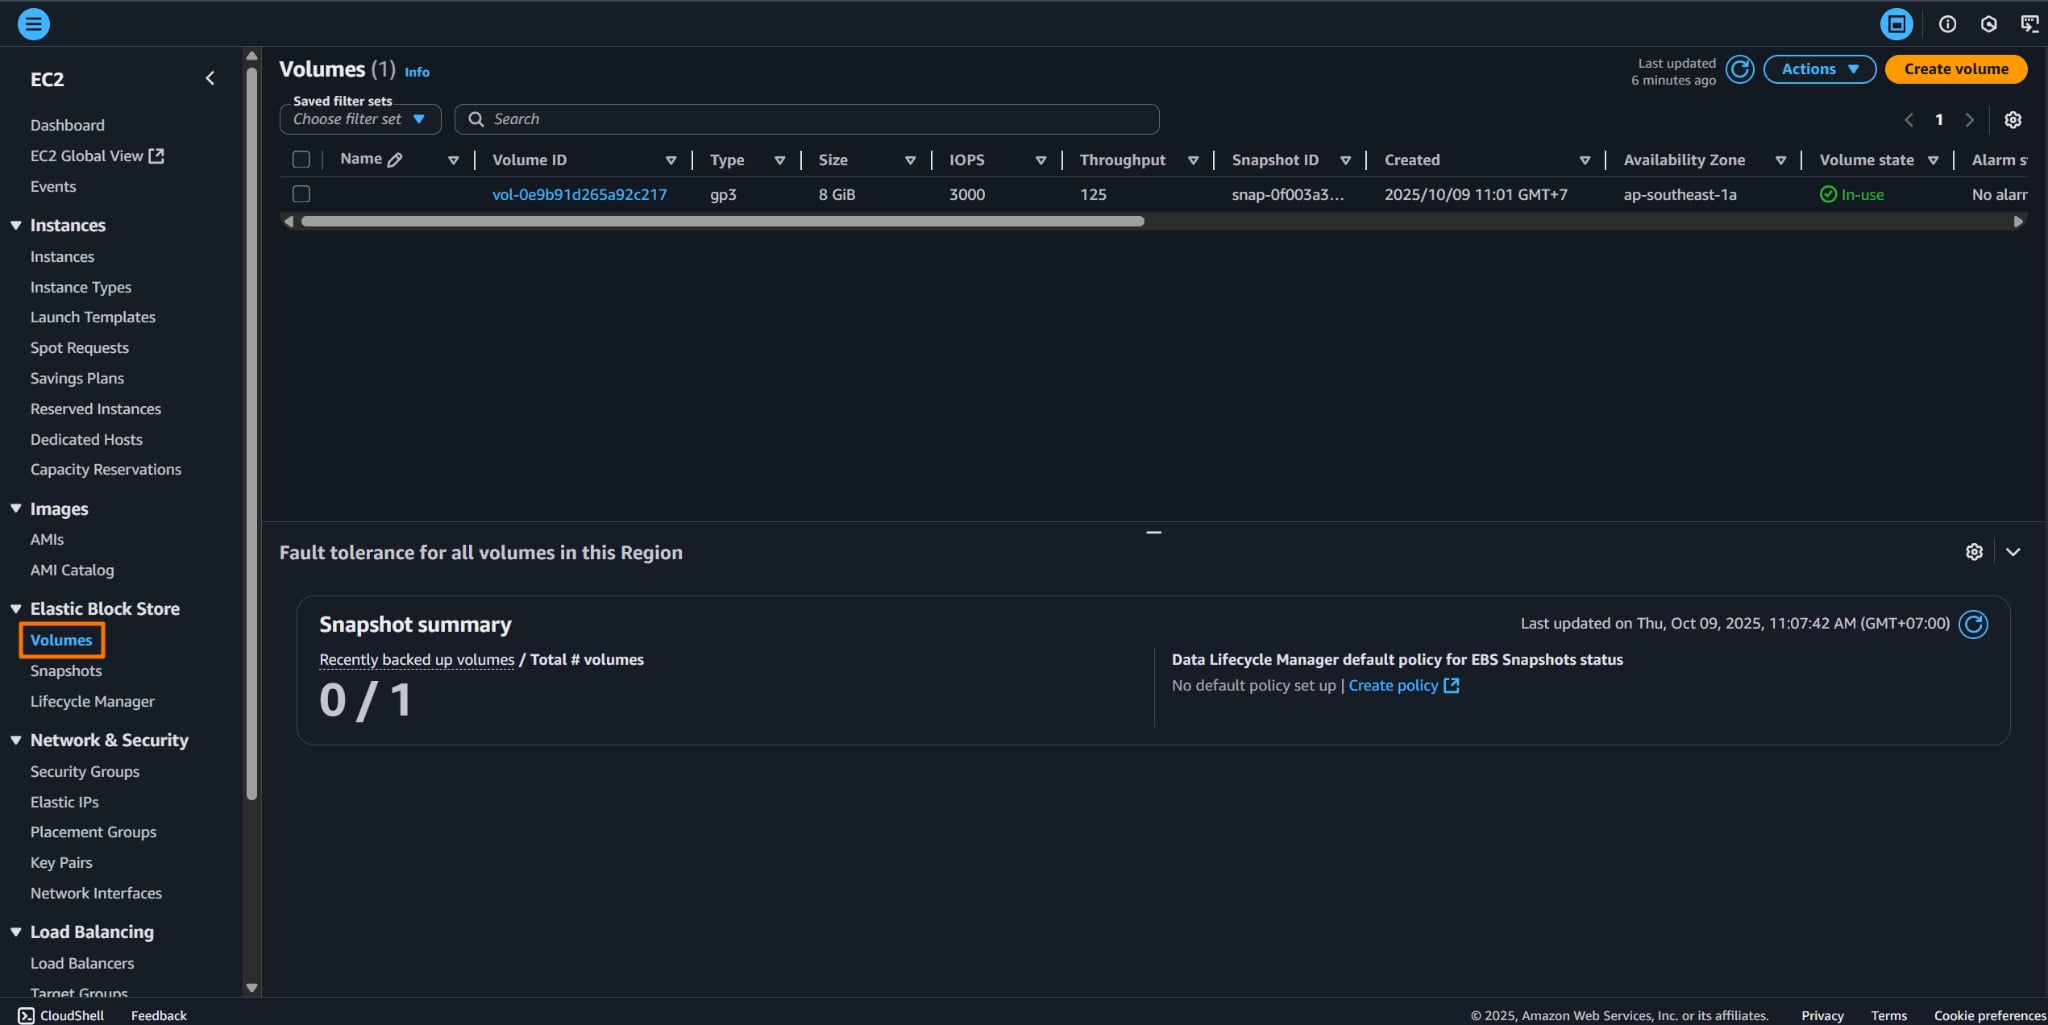 EC2
Dashboard
EC2 Global View
Events
Instances
Instances
Instance Types
Launch Templates
Spot Requests
Savings Plans
Reserved Instances
Dedicated Hosts
Capacity Reservations
Images
AMIs
AMI Catalog
Elastic Block Store
Volumes
Snapshots
Lifecycle Manager
Network & Security
Security Groups
Elastic IPs
Placement Groups
Key Pairs
Network Interfaces
Load Balancing
Load Balancers
Target Groups
Volumes (1) Info
Last updated
6 minutes ago
Actions
Create volume
Saved filter sets
Choose filter set
Search
1
Name Volume ID Type Size IOPS Throughput Snapshot ID Created Availability Zone Volume state Alarm s
vol-0e9b91d265a92c217 gp3 8 GiB 3000 125 snap-0f003a3... 2025/10/09 11:01 GMT+7 ap-southeast-1a In-use No alarr
Fault tolerance for all volumes in this Region
Snapshot summary
Last updated on Thu, Oct 09, 2025, 11:07:42 AM (GMT+07:00)
Recently backed up volumes / Total # volumes
0 / 1
Data Lifecycle Manager default policy for EBS Snapshots status
No default policy set up | Create policy
CloudShell Feedback © 2025, Amazon Web Services, Inc. or its affiliates. Privacy Terms Cookie preferences